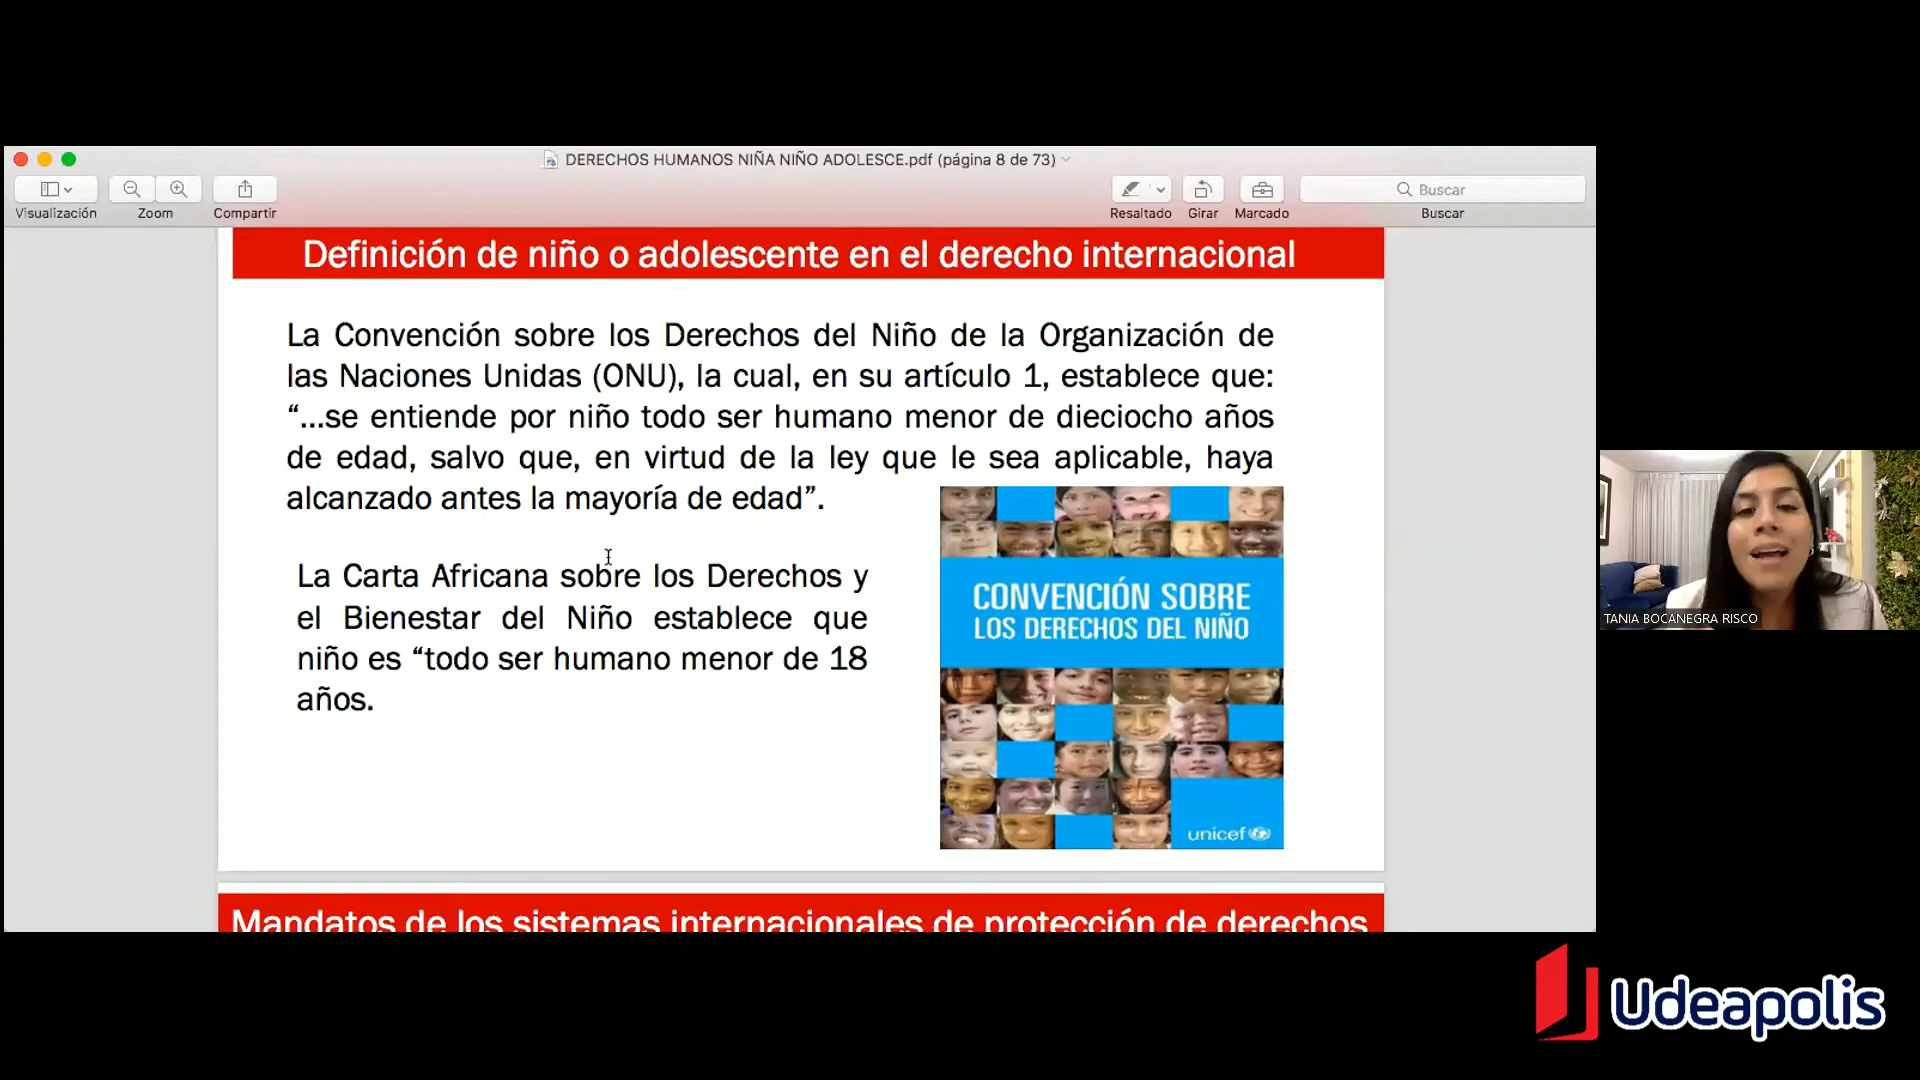 DERECHOS HUMANOS NIÑA NIÑO ADOLESCE.pdf (página 8 de 73)
Visualización
Zoom
Compartir
Resaltado
Girar
Marcado
Buscar
Buscar
Definición de niño o adolescente en el derecho internacional
La Convención sobre los Derechos del Niño de la Organización de
las Naciones Unidas (ONU), la cual, en su artículo 1, establece que:
“...se entiende por niño todo ser humano menor de dieciocho años
de edad, salvo que, en virtud de la ley que le sea aplicable, haya
alcanzado antes la mayoría de edad”.
La Carta Africana sobre los Derechos y
el Bienestar del Niño establece que
niño es “todo ser humano menor de 18
años.
CONVENCIÓN SOBRE
LOS DERECHOS DEL NIÑO
unicef
Mandatos de los sistemas internacionales de protección de derechos
TANIA BOCANEGRA RISCO
Udeapolis